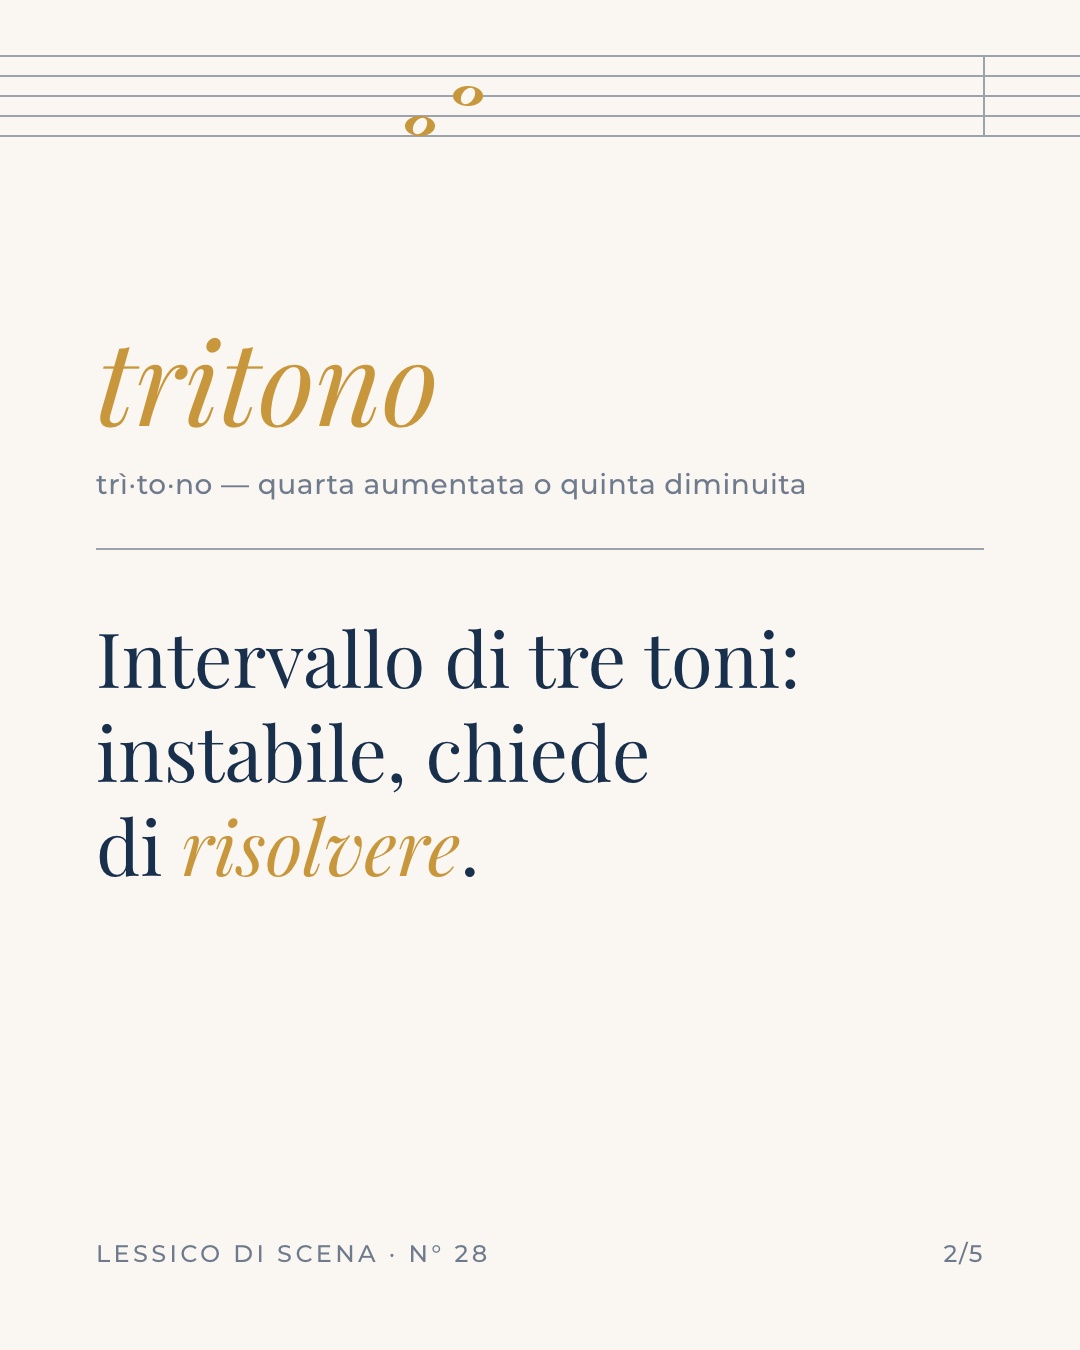 tritono
trì·to·no — quarta aumentata o quinta diminuita
Intervallo di tre toni:
instabile, chiede
di risolvere.
LESSICO DI SCENA · N° 28
2/5